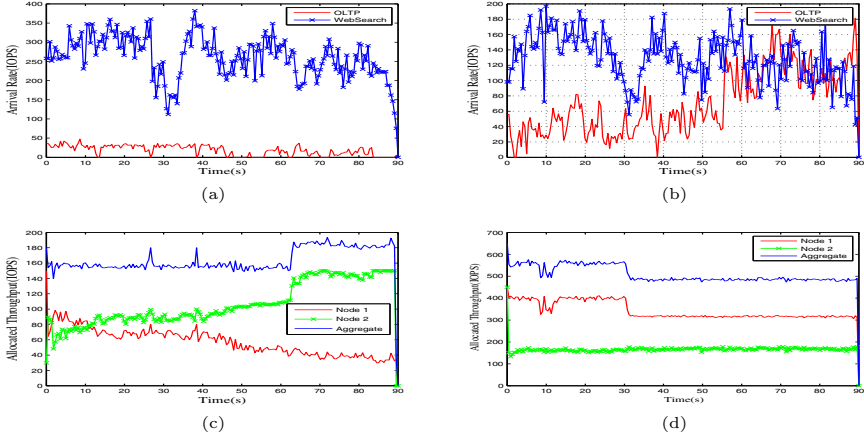 400
350
300
250
200
150
100
50
0
Arrival Rate(IOPS)
OLTP
WebSearch
0 10 20 30 40 50 60 70 80 90
Time(s)
(a)
200
180
160
140
120
100
80
60
40
20
0
Arrival Rate(IOPS)
OLTP
WebSearch
0 10 20 30 40 50 60 70 80 90
Time(s)
(b)
200
180
160
140
120
100
80
60
40
20
0
Allocated Throughput(IOPS)
Node 1
Node 2
Aggregate
0 10 20 30 40 50 60 70 80 90
Time(s)
(c)
700
600
500
400
300
200
100
0
Allocated Throughput(IOPS)
Node 1
Node 2
Aggregate
0 10 20 30 40 50 60 70 80 90
Time(s)
(d)